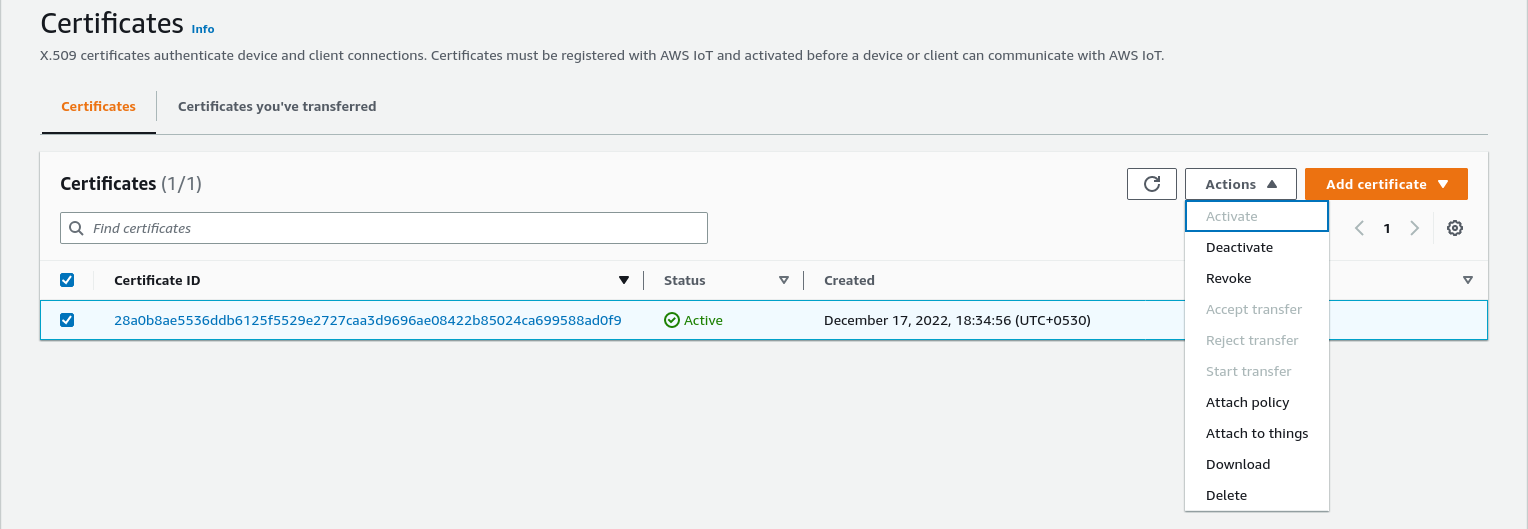 Certificates Info
X.509 certificates authenticate device and client connections. Certificates must be registered with AWS IoT and activated before a device or client can communicate with AWS IoT.
Certificates Certificates you've transferred
Certificates (1/1) Actions Add certificate
Find certificates 1
Certificate ID Status Created
28a0b8ae5536ddb6125f5529e2727caa3d9696ae08422b85024ca699588ad0f9 Active December 17, 2022, 18:34:56 (UTC+0530)
Activate
Deactivate
Revoke
Accept transfer
Reject transfer
Start transfer
Attach policy
Attach to things
Download
Delete